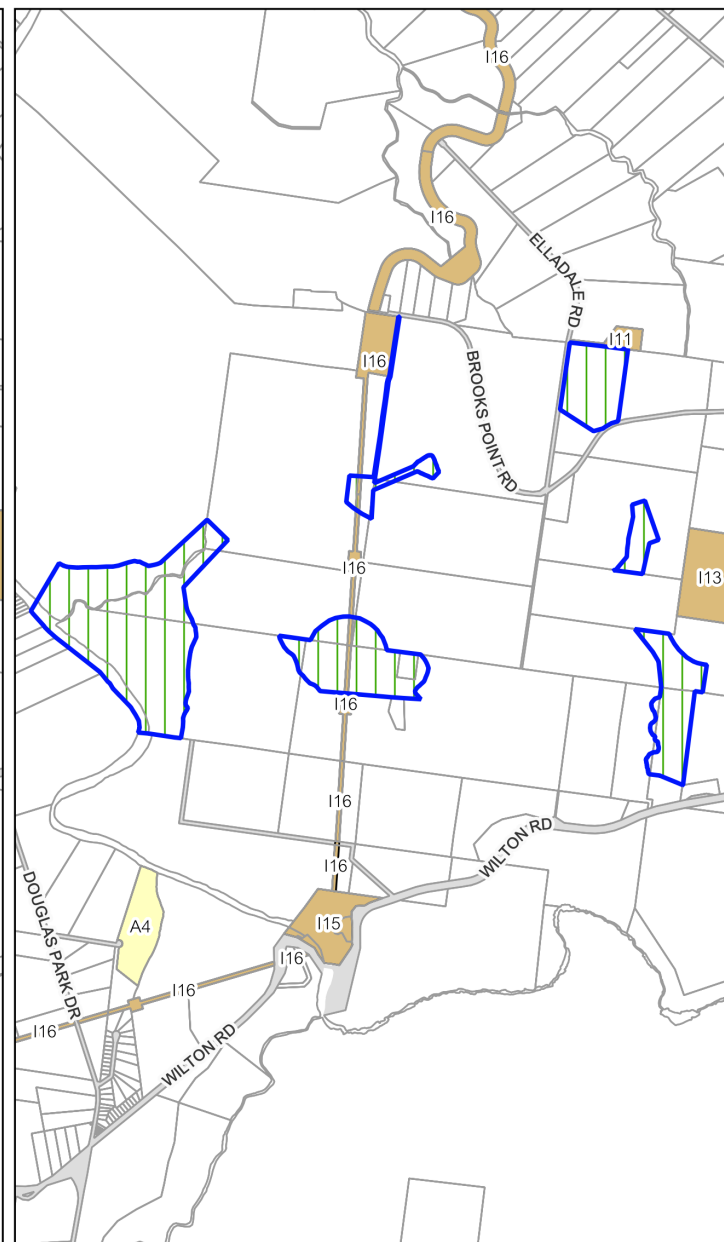 I16
I16
ELLADALE RD
I11
I16
BROOKS POINT RD
I16
I13
I16
I16
WILTON RD
I16
DOUGLAS PARK DR
A4
I15
I16
I16
I16
WILTON RD